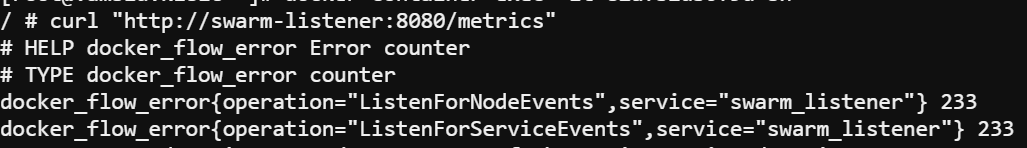 / # curl "http://swarm-listener:8080/metrics"
# HELP docker_flow_error Error counter
# TYPE docker_flow_error counter
docker_flow_error{operation="ListenForNodeEvents",service="swarm_listener"} 233
docker_flow_error{operation="ListenForServiceEvents",service="swarm_listener"} 233